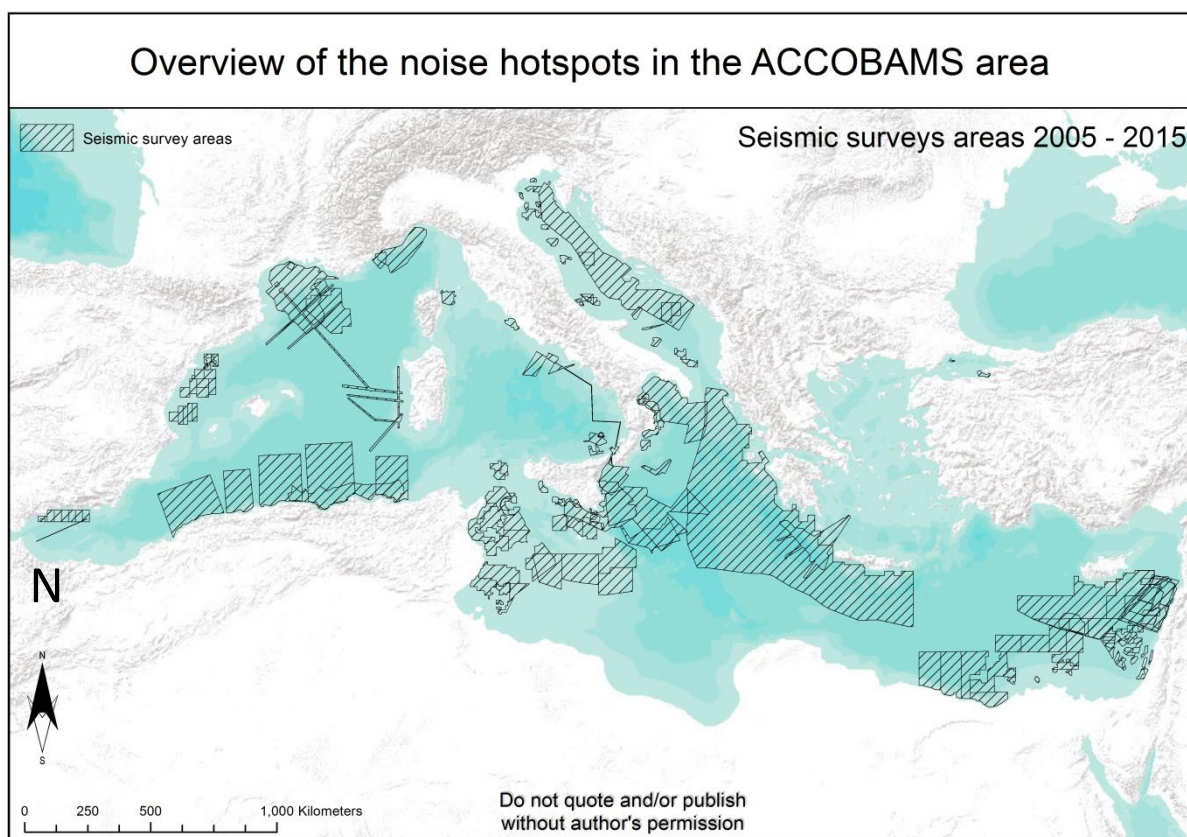 Overview of the noise hotspots in the ACCOBAMS area
Seismic survey areas
Seismic surveys areas 2005 - 2015
N
N
S
0 250 500 1,000 Kilometers
Do not quote and/or publish
without author's permission